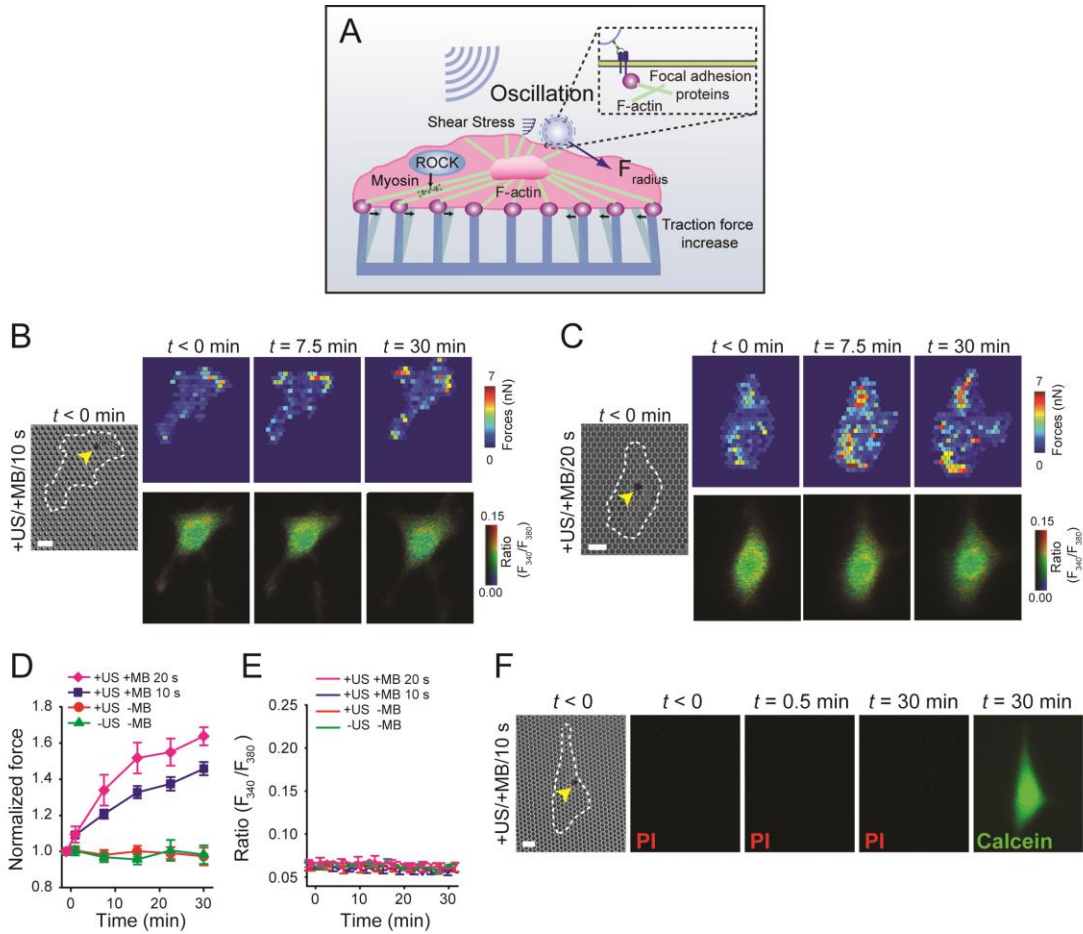 A
Oscillation
Focal adhesion
proteins
F-actin
Shear Stress
ROCK
Myosin
F-actin
F radius
Traction force
increase
B
t < 0 min
t = 7.5 min
t = 30 min
+US/+MB/10 s
t < 0 min
7
0
Forces (nN)
0.15
0.00
Ratio
(F340/F380)
C
t < 0 min
7.5 min
30 min
+US/+MB/20 s
t < 0 min
7
0
Forces (nN)
0.15
0.00
Ratio
(F340/F380)
D
+US +MB 20 s
+US +MB 10 s
+US -MB
-US -MB
Normalized force
1.8
1.6
1.4
1.2
1.0
0.8
0 10 20 30
Time (min)
E
+US +MB 20 s
+US +MB 10 s
+US -MB
-US -MB
Ratio (F340/F380)
0.25
0.20
0.15
0.10
0.05
0 10 20 30
Time (min)
F
t < 0
t < 0
t = 0.5 min
t = 30 min
t = 30 min
+US/+MB/10 s
PI
PI
PI
Calcein